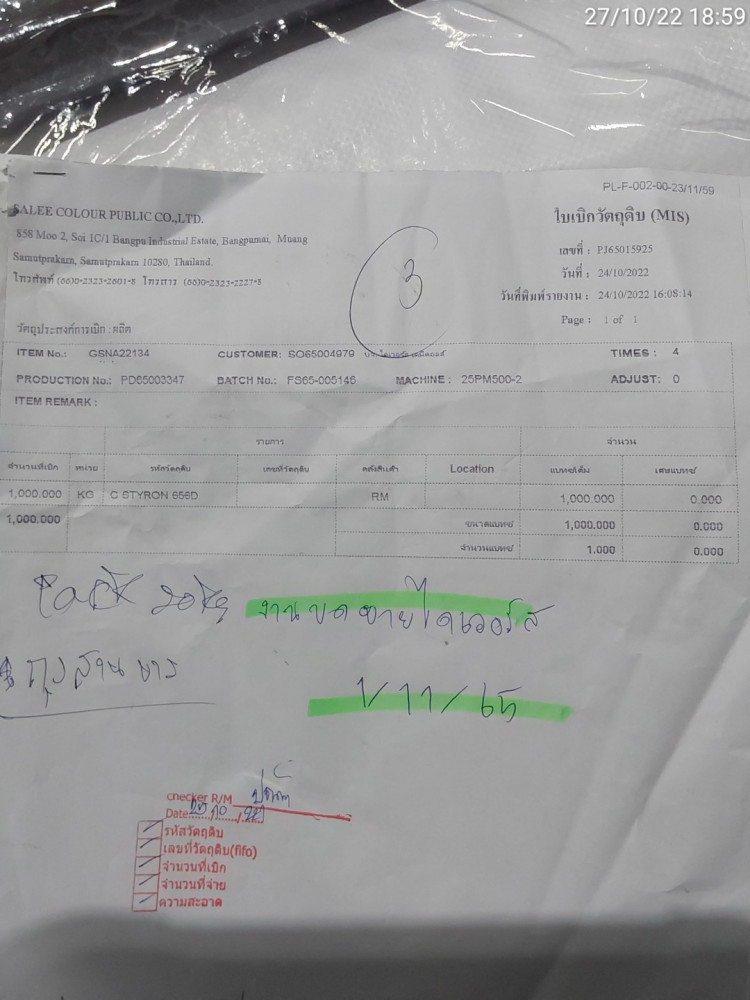 27/10/22 18:59
PL-F-002-00-23/11/59
SALEE COLOUR PUBLIC CO.,LTD.
ใบเบิกวัตถุดิบ (MIS)
858 Moo 2, Soi 1C/1 Bangpu Industrial Estate, Bangpumai, Muang
Samutprakarn, Samutprakarn 10280, Thailand.
โทรศัพท์ (66)0-2323-2601-8 โทรสาร (66)0-2323-2227-8
เลขที่ : PJ65015925
วันที่ : 24/10/2022
วันที่พิมพ์รายงาน : 24/10/2022 16:08:14
Page : 1 of 1
3
วัตถุประสงค์การเบิก : ผลิต
ITEM No.: GSNA22134 CUSTOMER: SO65004979 TIMES : 4
PRODUCTION No.: PD65003347 BATCH No.: FS65-005145 MACHINE : 25PM500-2 ADJUST: 0
ITEM REMARK :
รายการ จำนวน
จำนวนที่เบิก หน่วย รหัสวัตถุดิบ เลขที่วัตถุดิบ คลังสินค้า Location แบทช์เต็ม เศษแบทช์
1,000.000 KG C STYRON 656D RM 1,000.000 0.000
1,000.000 ขนาดแบทช์ 1,000.000 0.000
จำนวนแบทช์ 1.000 0.000
Pack 20kg งานบดขายไดเวอร์ส
ถุงสาน
1/11/65
checker R/M
Date
รหัสวัตถุดิบ
เลขที่วัตถุดิบ(fifo)
จำนวนที่เบิก
จำนวนที่จ่าย
ความสะอาด